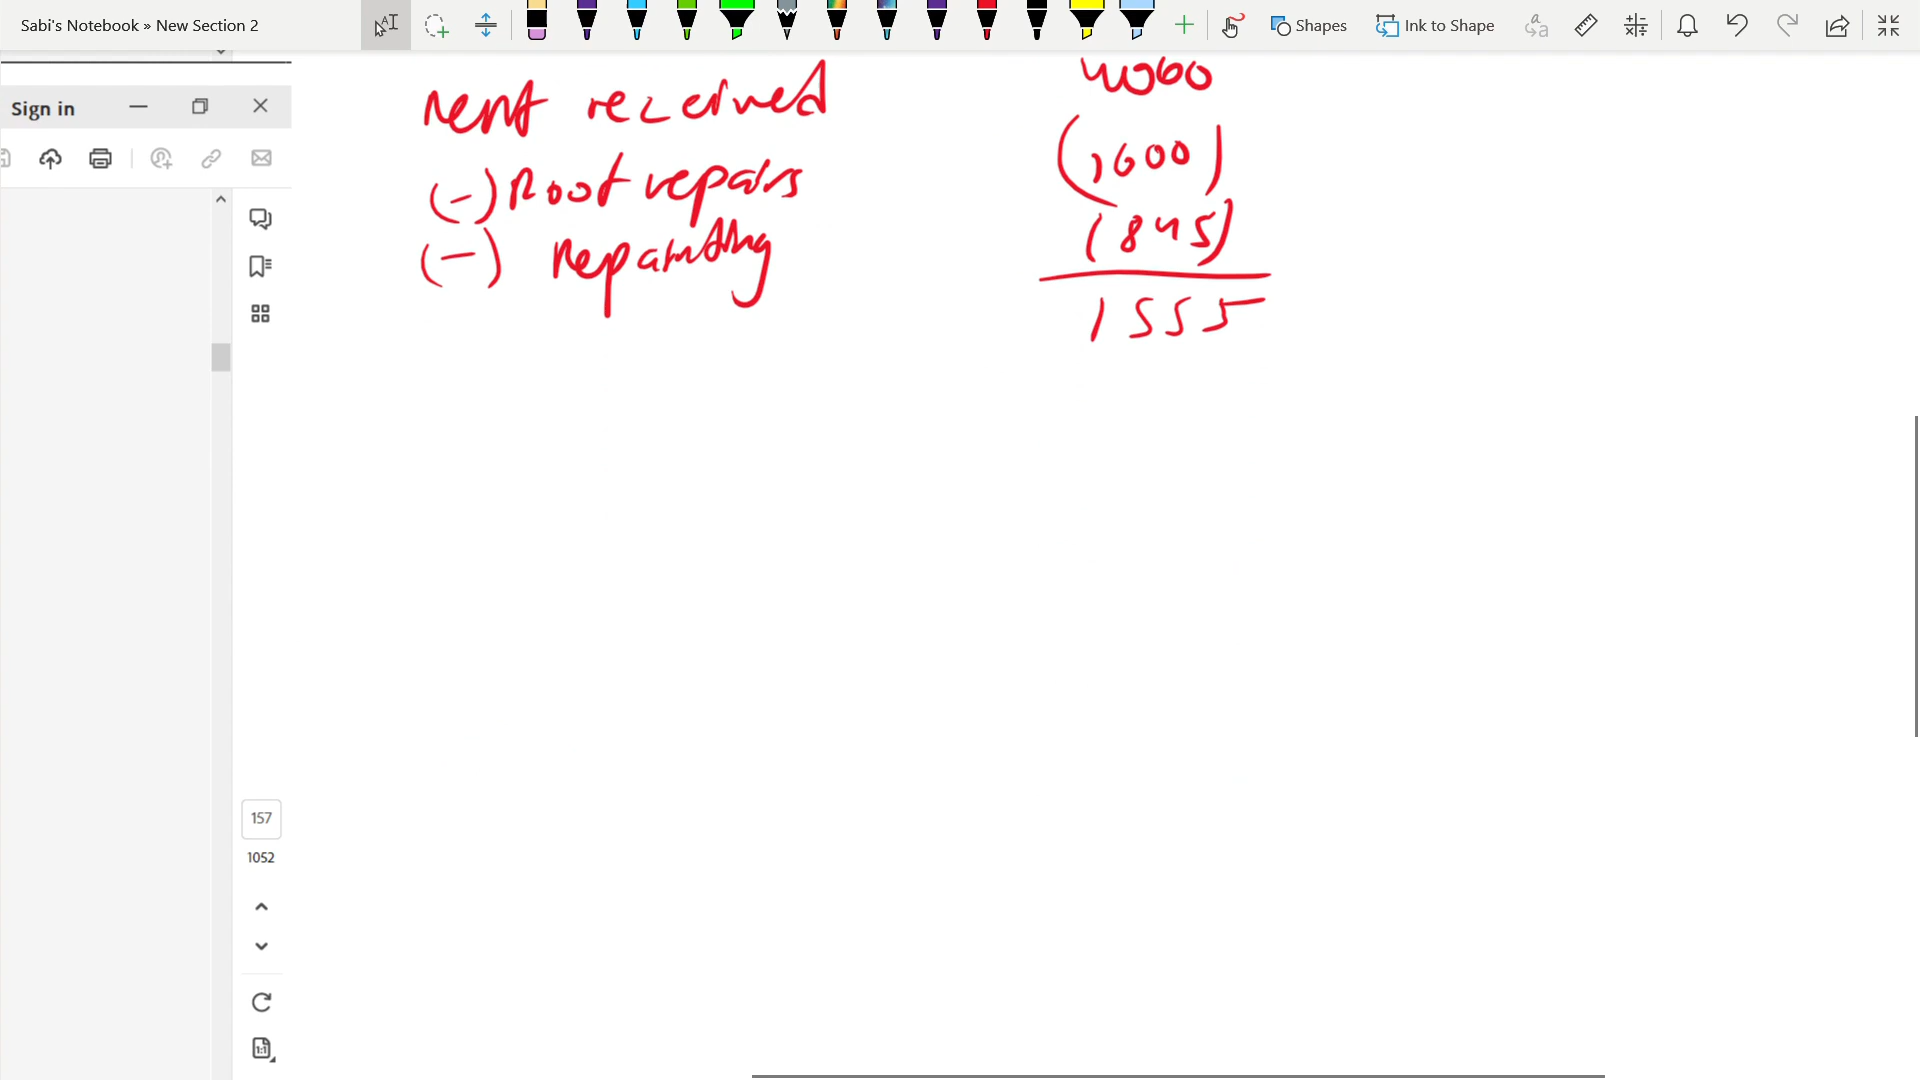 Sabi's Notebook » New Section 2
Shapes
Ink to Shape
Sign in
Rent received 4000
(-) Roof repairs (1600)
(-) Repainting (845)
1555
157
1052